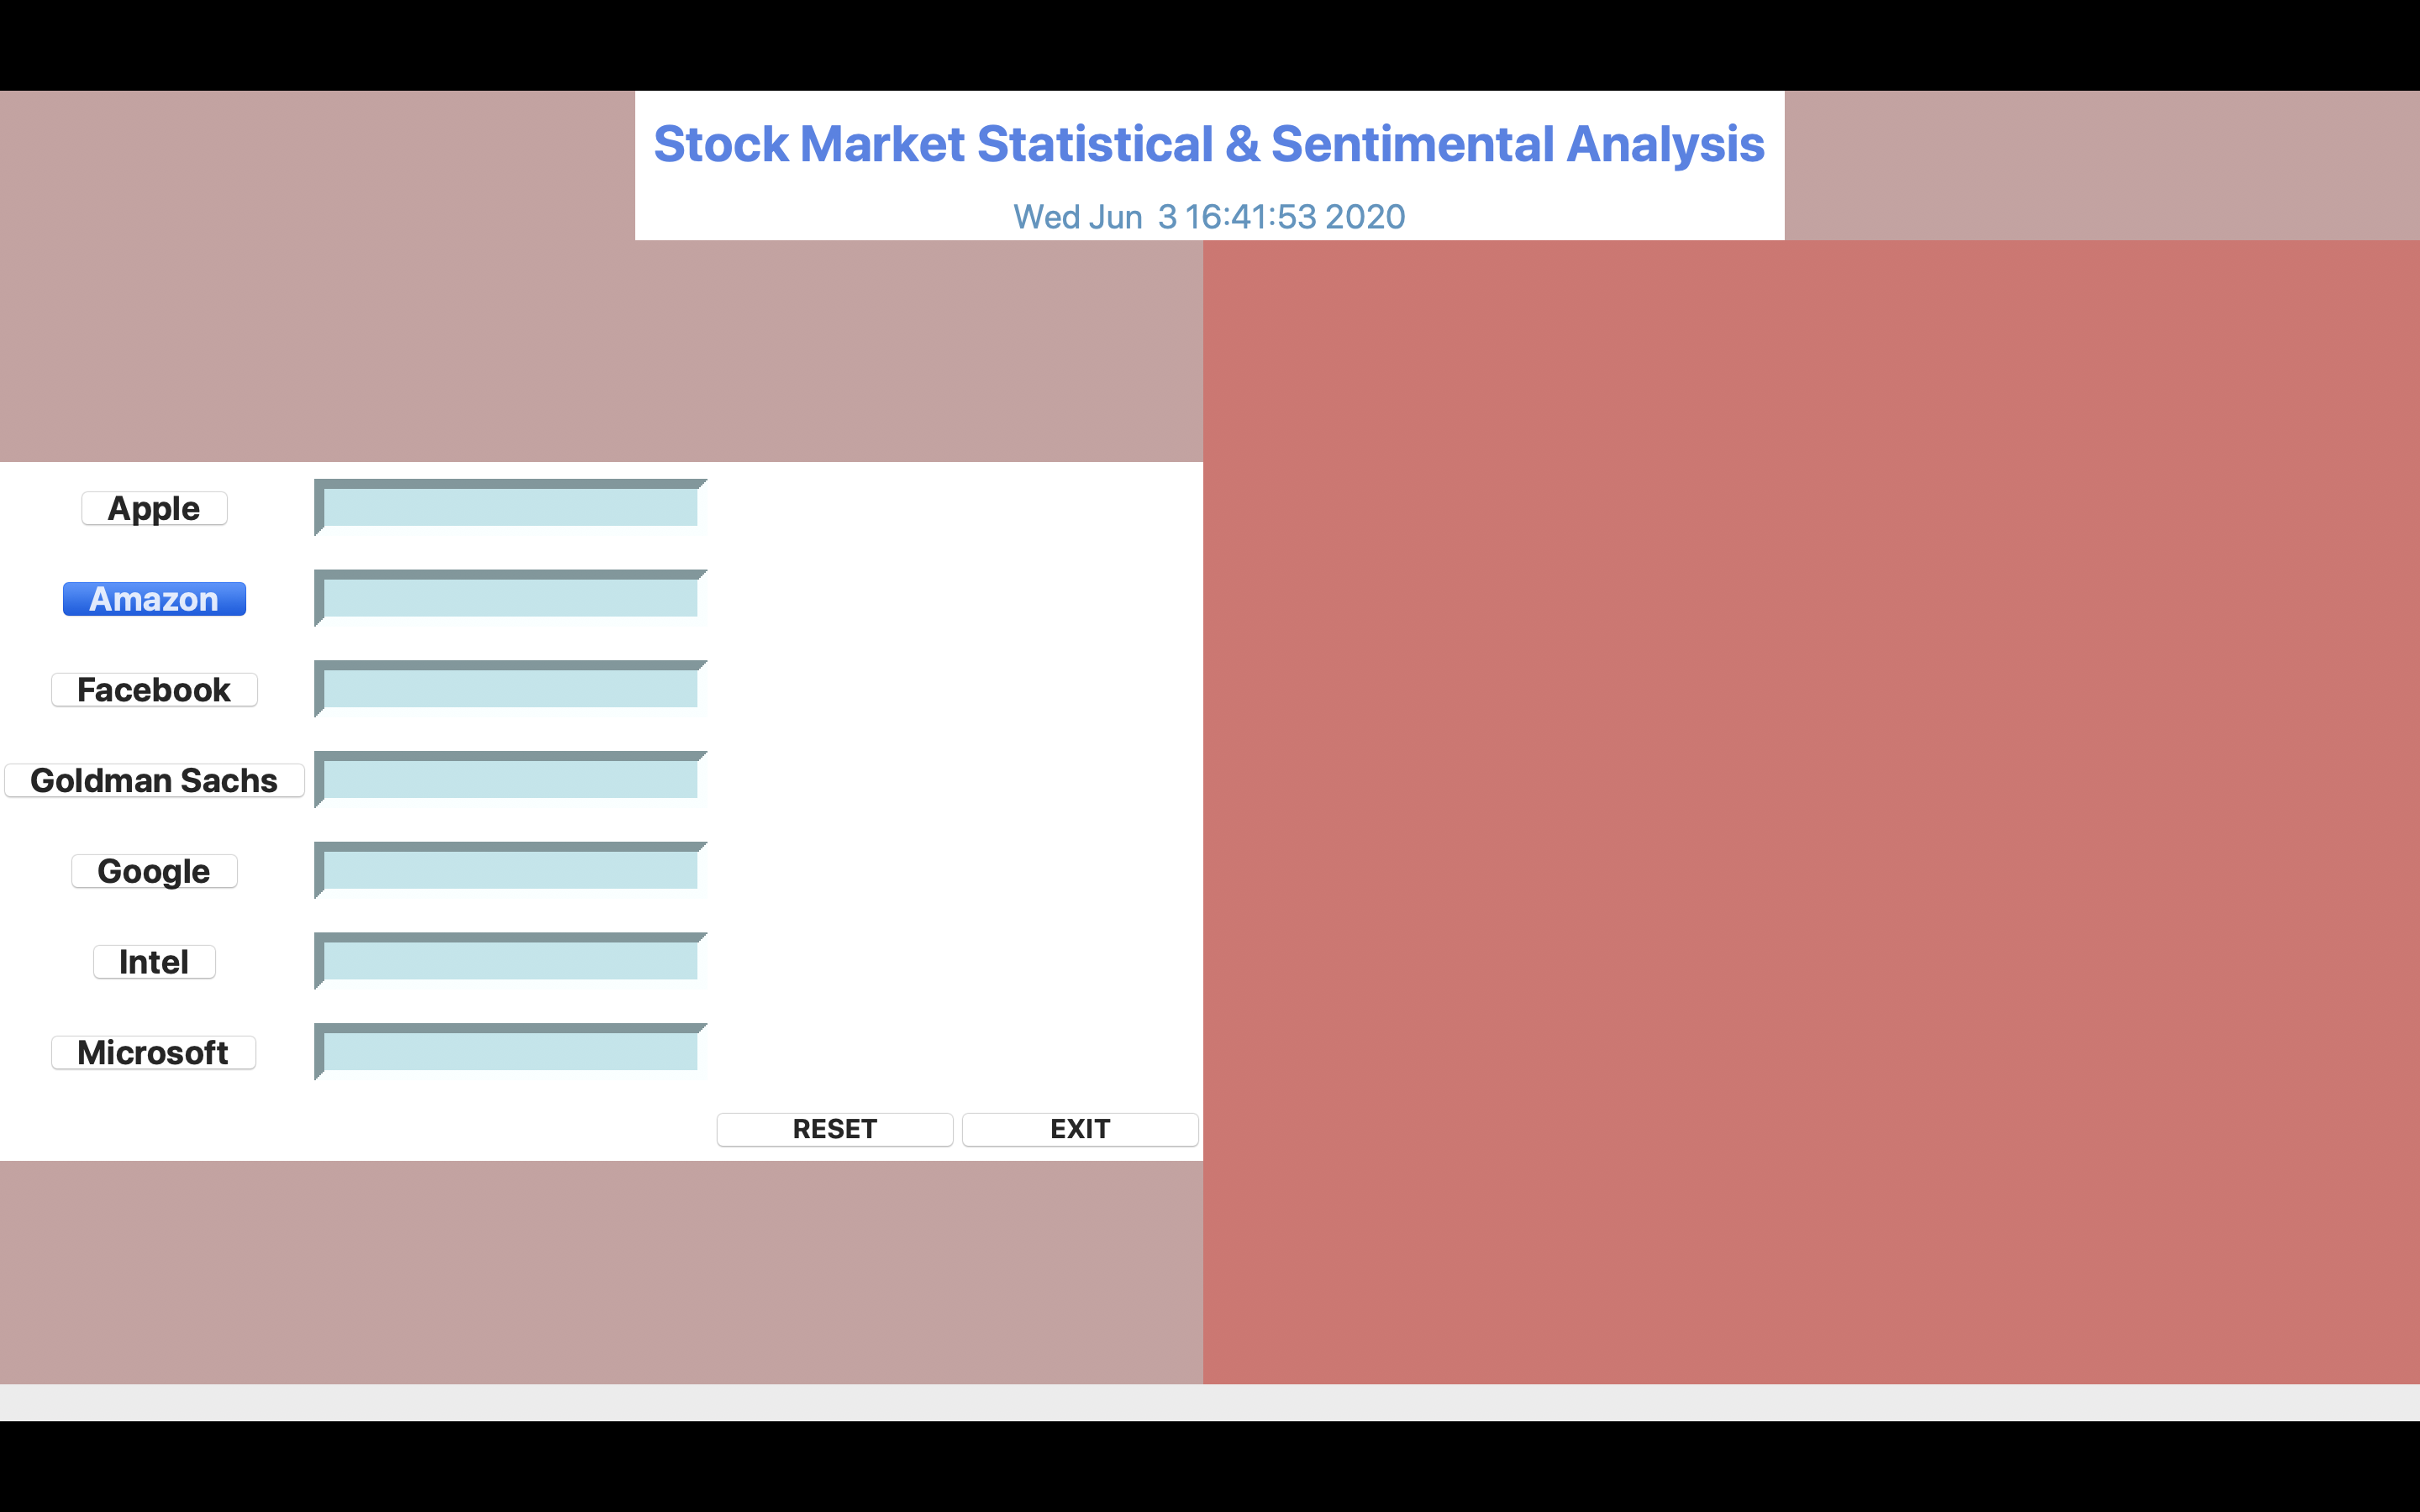 Stock Market Statistical & Sentimental Analysis
Wed Jun  3 16:41:53 2020
Apple
Amazon
Facebook
Goldman Sachs
Google
Intel
Microsoft
RESET EXIT